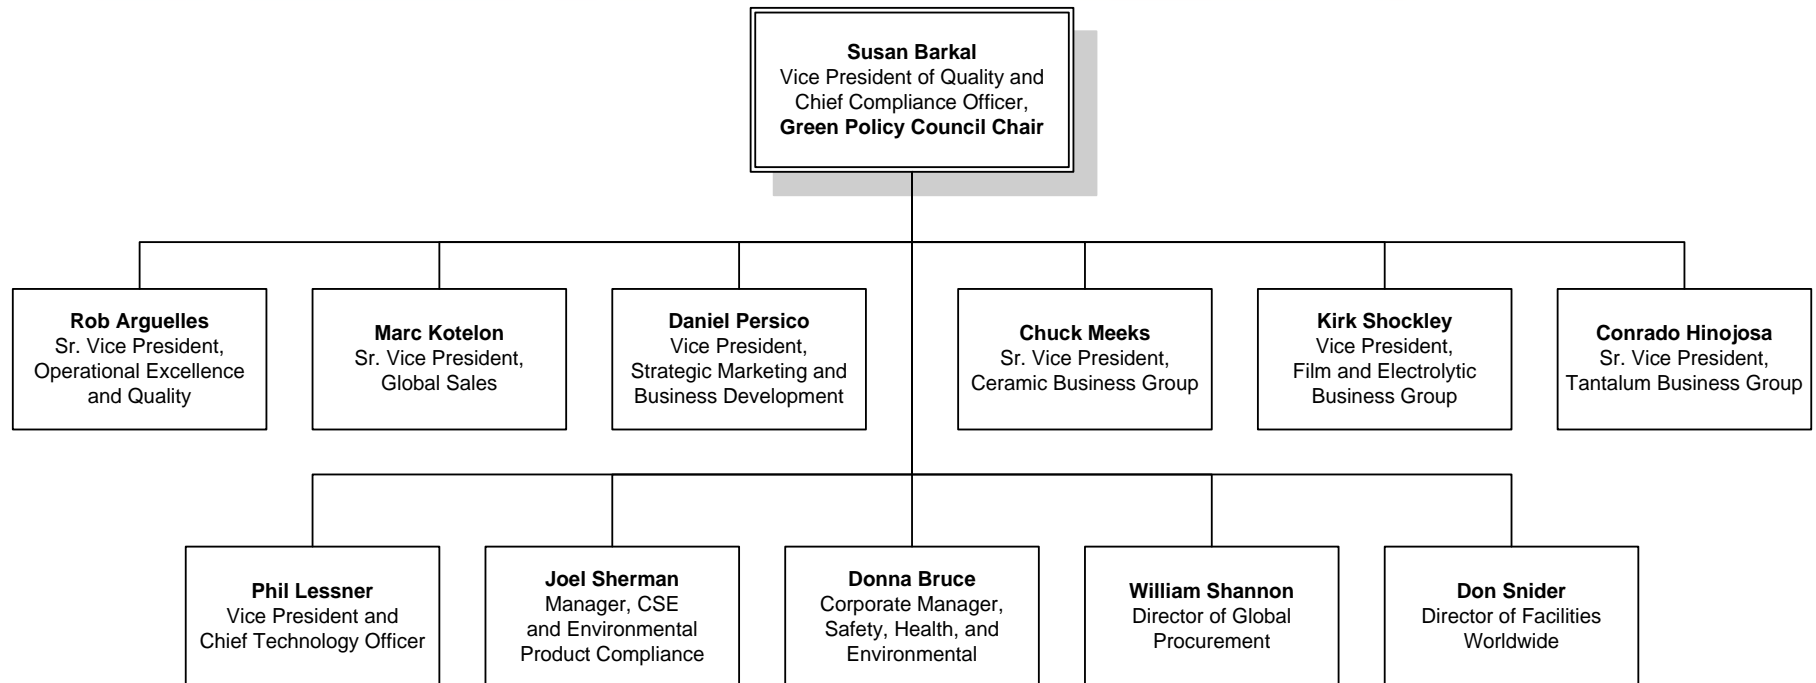 Susan Barkal
Vice President of Quality and
Chief Compliance Officer,
Green Policy Council Chair
Rob Arguelles
Sr. Vice President,
Operational Excellence
and Quality
Marc Kotelon
Sr. Vice President,
Global Sales
Daniel Persico
Vice President,
Strategic Marketing and
Business Development
Chuck Meeks
Sr. Vice President,
Ceramic Business Group
Kirk Shockley
Vice President,
Film and Electrolytic
Business Group
Conrado Hinojosa
Sr. Vice President,
Tantalum Business Group
Phil Lessner
Vice President and
Chief Technology Officer
Joel Sherman
Manager, CSE
and Environmental
Product Compliance
Donna Bruce
Corporate Manager,
Safety, Health, and
Environmental
William Shannon
Director of Global
Procurement
Don Snider
Director of Facilities
Worldwide